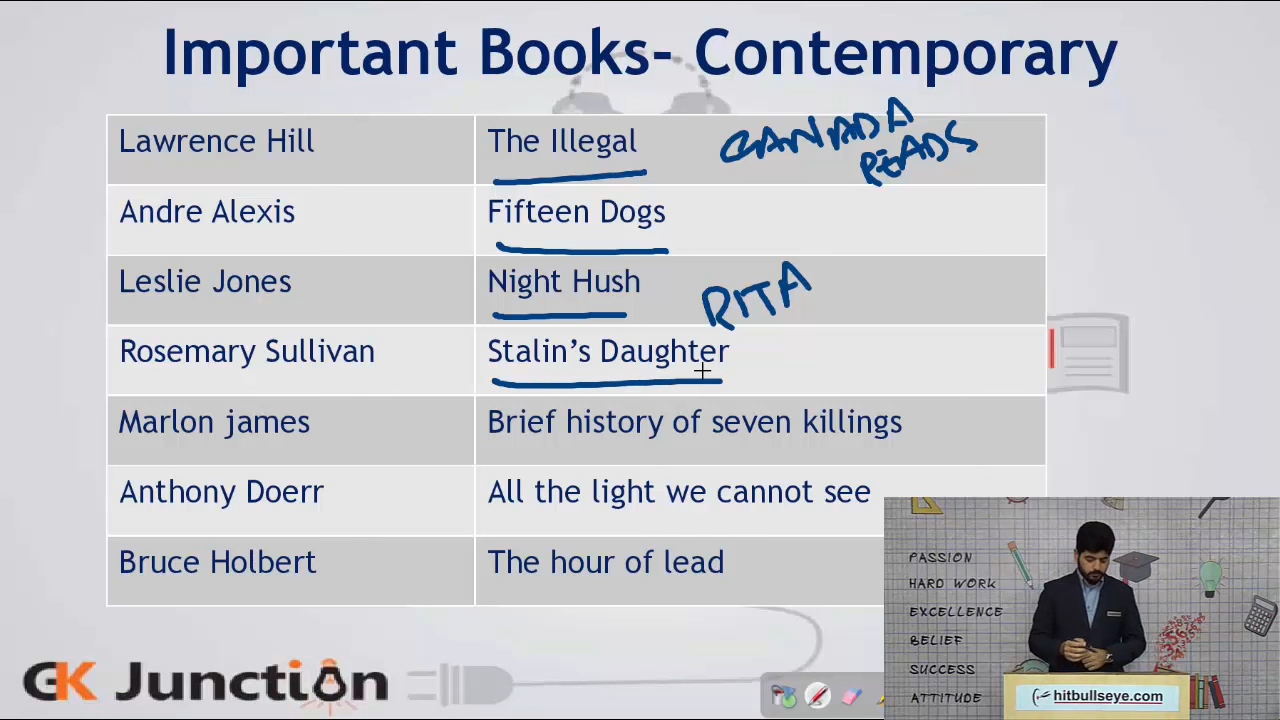 Important Books- Contemporary
Lawrence Hill The Illegal CANADA READS
Andre Alexis Fifteen Dogs
Leslie Jones Night Hush RITA
Rosemary Sullivan Stalin’s Daughter
Marlon james Brief history of seven killings
Anthony Doerr All the light we cannot see
Bruce Holbert The hour of lead
PASSION
HARD WORK
EXCELLENCE
BELIEF
SUCCESS
ATTITUDE
GK Junction
hitbullseye.com